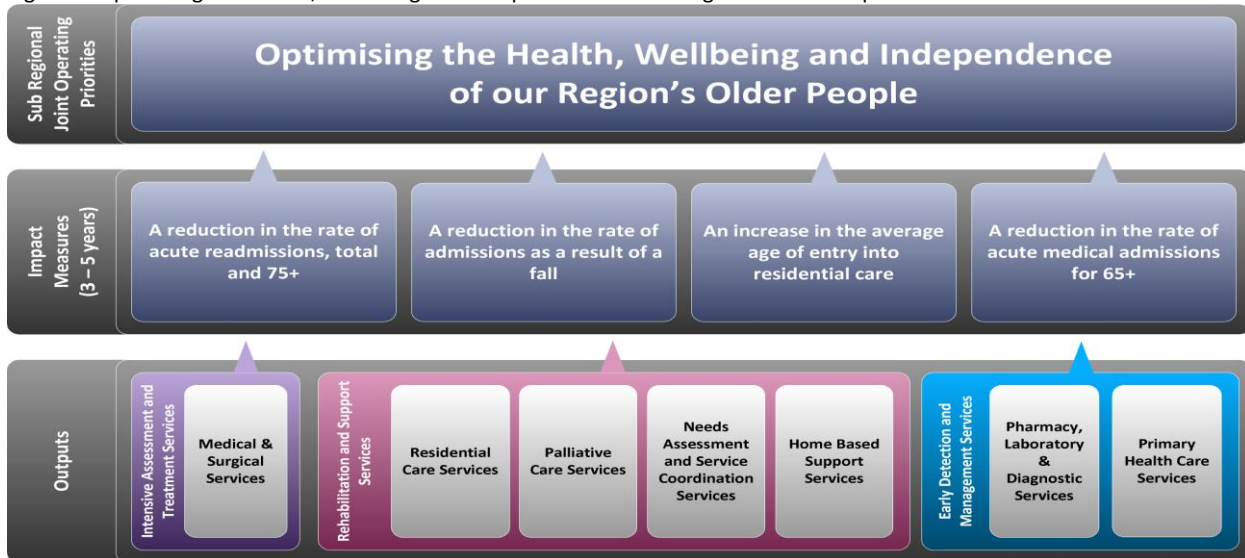 Sub Regional
Joint Operating
Priorities
Optimising the Health, Wellbeing and Independence
of our Region's Older People
Impact
Measures
(3 – 5 years)
A reduction in the rate of
acute readmissions, total
and 75+
A reduction in the rate of
admissions as a result of a
fall
An increase in the average
age of entry into
residential care
A reduction in the rate of
acute medical admissions
for 65+
Outputs
Intensive Assessment and
Treatment Services
Medical &
Surgical
Services
Rehabilitation and Support
Services
Residential
Care Services
Palliative
Care Services
Needs
Assessment
and Service
Coordination
Services
Home Based
Support
Services
Early Detection and
Management Services
Pharmacy,
Laboratory
&
Diagnostic
Services
Primary
Health Care
Services